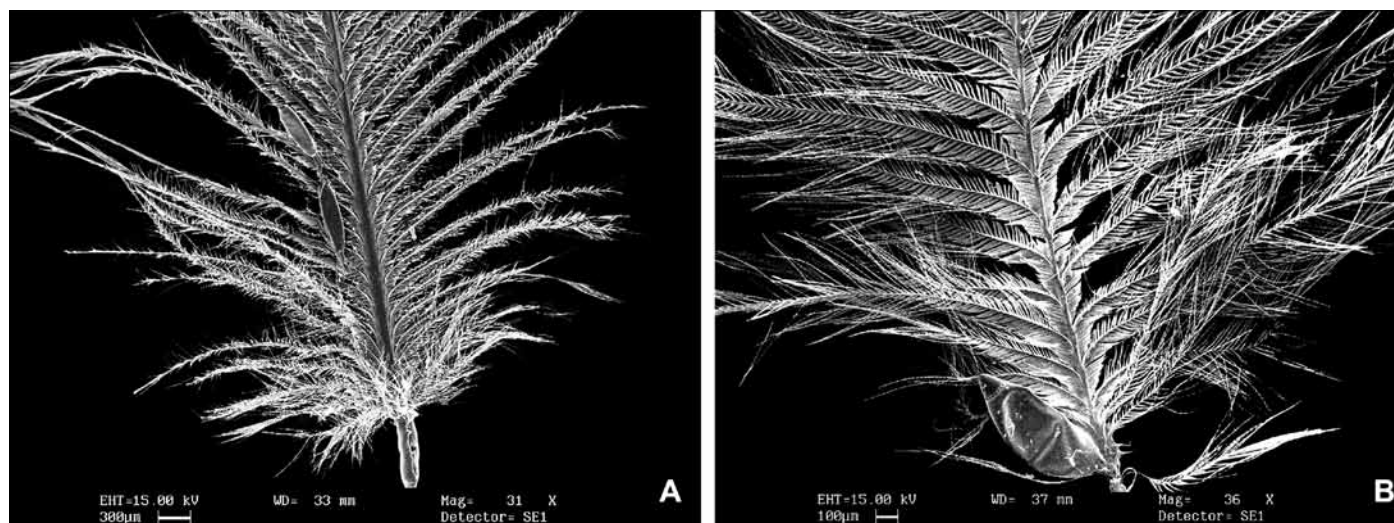 EHT=15.00 kV WD= 33 mm Mag= 31 X
300µm Detector= SE1
A
EHT=15.00 kV WD= 37 mm Mag= 36 X
100µm Detector= SE1
B